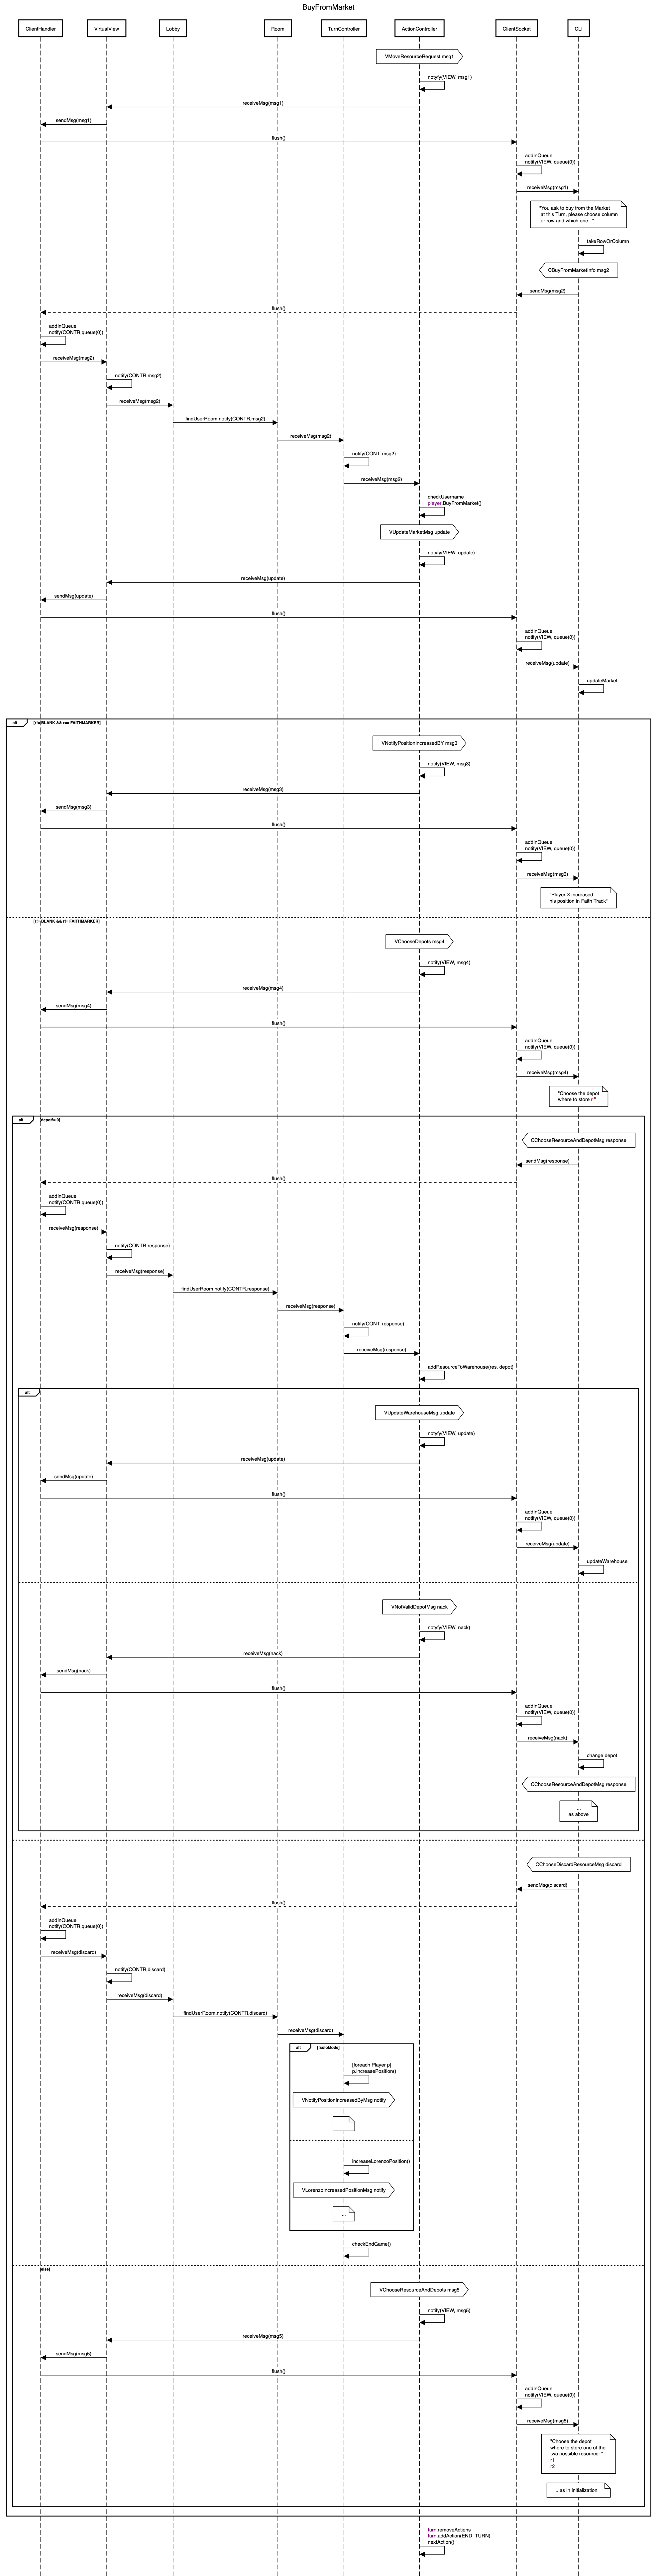 BuyFromMarket
ClientHandler
VirtualView
Lobby
Room
TurnController
ActionController
ClientSocket
CLI
VMoveResourceRequest msg1
notyfy(VIEW, msg1)
receiveMsg(msg1)
sendMsg(msg1)
flush()
addInQueue
notify(VIEW, queue(0))
receiveMsg(msg1)
"You ask to buy from the Market
at this Turn, please choose column
or row and which one..."
takeRowOrColumn
CBuyFromMarketInfo msg2
sendMsg(msg2)
flush()
addInQueue
notify(CONTR,queue(0))
receiveMsg(msg2)
notify(CONTR,msg2)
receiveMsg(msg2)
findUserRoom.notify(CONTR,msg2)
receiveMsg(msg2)
notify(CONT, msg2)
receiveMsg(msg2)
checkUsername
player.BuyFromMarket()
VUpdateMarketMsg update
notyfy(VIEW, update)
receiveMsg(update)
sendMsg(update)
flush()
addInQueue
notify(VIEW, queue(0))
receiveMsg(update)
updateMarket
alt
[r!=BLANK && r== FAITHMARKER]
VNotifyPositionIncreasedBY msg3
notify(VIEW, msg3)
receiveMsg(msg3)
sendMsg(msg3)
flush()
addInQueue
notify(VIEW, queue(0))
receiveMsg(msg3)
"Player X increased
his position in Faith Track"
[r!=BLANK && r!= FAITHMARKER]
VChooseDepots msg4
notify(VIEW, msg4)
receiveMsg(msg4)
sendMsg(msg4)
flush()
addInQueue
notify(VIEW, queue(0))
receiveMsg(msg4)
"Choose the depot
where to store r "
alt
[depot!= 0]
CChooseResourceAndDepotMsg response
sendMsg(response)
flush()
addInQueue
notify(CONTR,queue(0))
receiveMsg(response)
notify(CONTR,response)
receiveMsg(response)
findUserRoom.notify(CONTR,response)
receiveMsg(response)
notify(CONT, response)
receiveMsg(response)
addResourceToWarehouse(res, depot)
alt
VUpdateWarehouseMsg update
notyfy(VIEW, update)
receiveMsg(update)
sendMsg(update)
flush()
addInQueue
notify(VIEW, queue(0))
receiveMsg(update)
updateWarehouse
VNotValidDepotMsg nack
notyfy(VIEW, nack)
receiveMsg(nack)
sendMsg(nack)
flush()
addInQueue
notify(VIEW, queue(0))
receiveMsg(nack)
change depot
CChooseResourceAndDepotMsg response
...
as above
CChooseDiscardResourceMsg discard
sendMsg(discard)
flush()
addInQueue
notify(CONTR,queue(0))
receiveMsg(discard)
notify(CONTR,discard)
receiveMsg(discard)
findUserRoom.notify(CONTR,discard)
receiveMsg(discard)
alt
[!soloMode]
[foreach Player p]
p.increasePosition()
VNotifyPositionIncreasedByMsg notify
...
increaseLorenzoPosition()
VLorenzoIncreasedPositionMsg notify
...
checkEndGame()
[else]
VChooseResourceAndDepots msg5
notify(VIEW, msg5)
receiveMsg(msg5)
sendMsg(msg5)
flush()
addInQueue
notify(VIEW, queue(0))
receiveMsg(msg5)
"Choose the depot
where to store one of the
two possible resource: "
r1
r2
...as in initialization
turn.removeActions
turn.addAction(END_TURN)
nextAction()